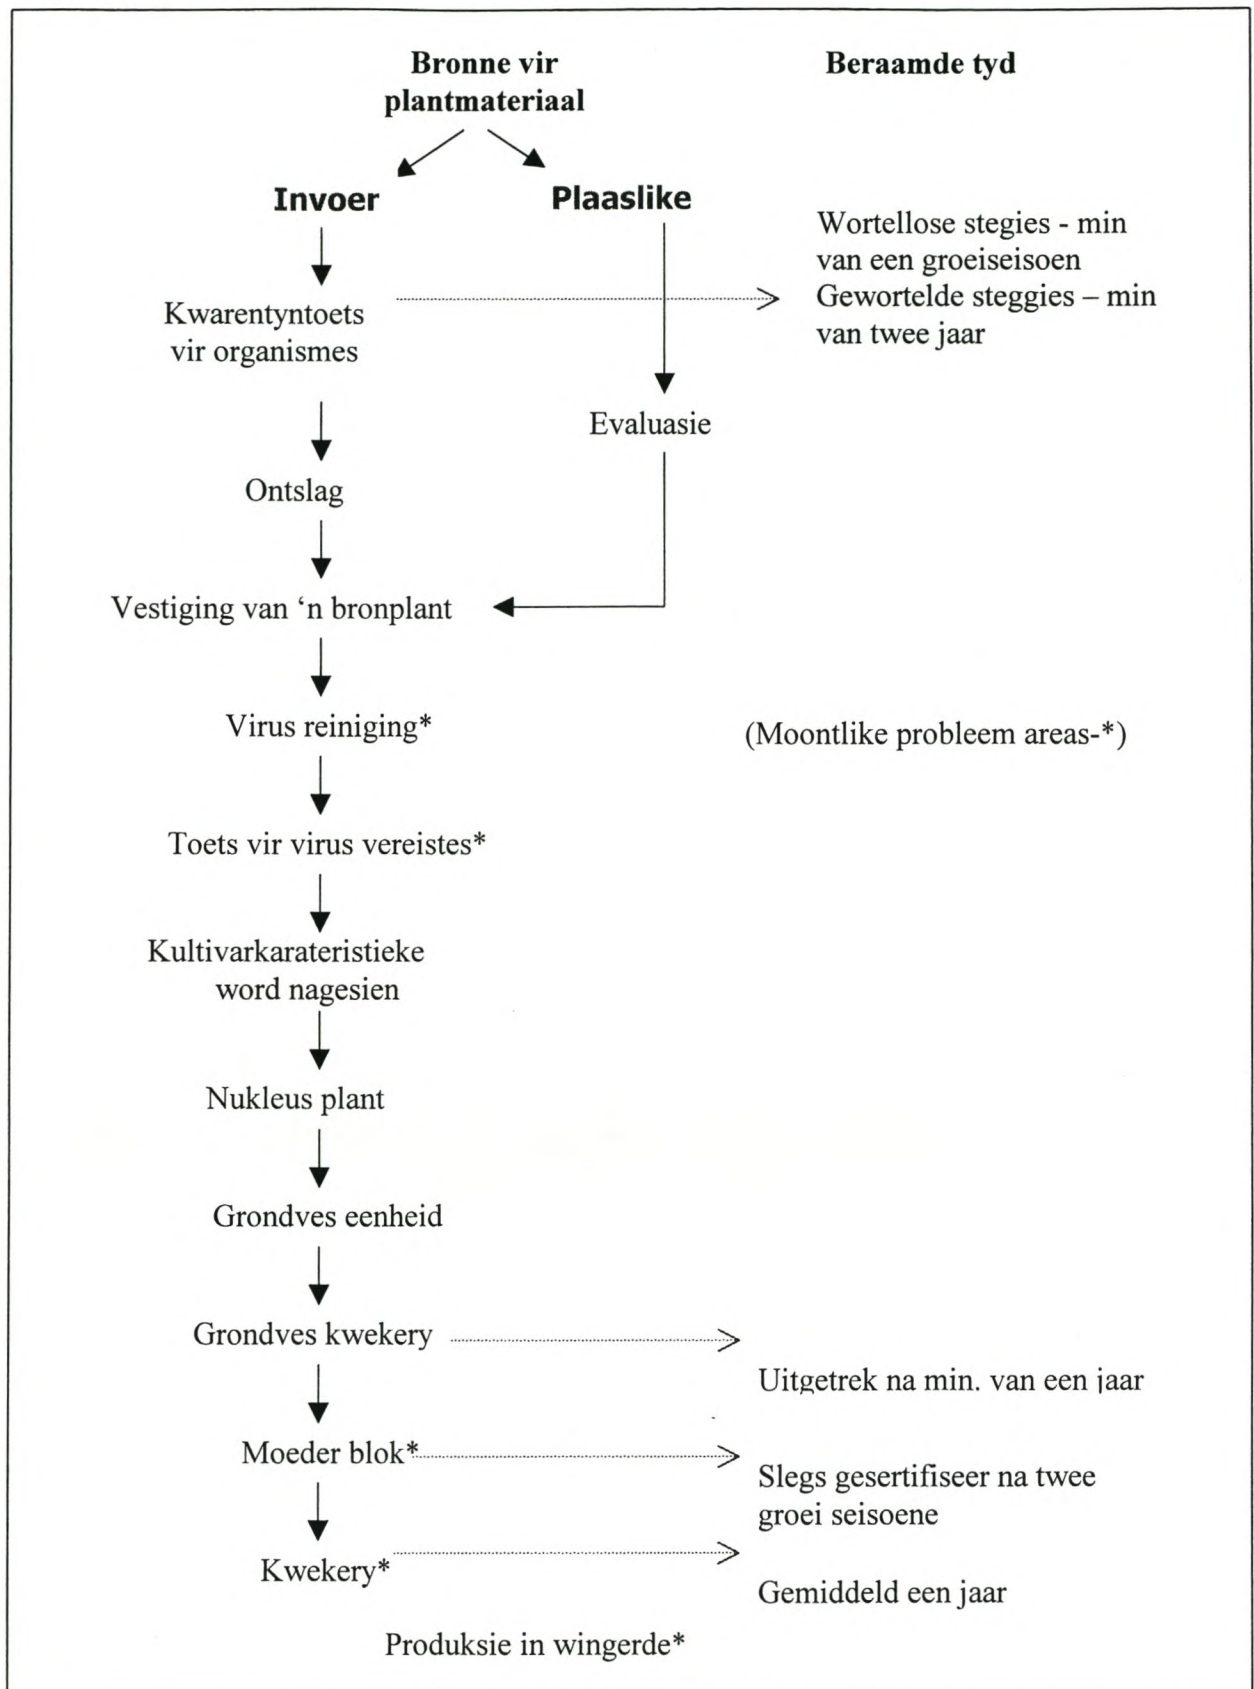 Bronne vir
plantmateriaal
Beraamde tyd
Invoer
Plaaslike
Wortellose stegies - min
van een groeiseisoen
Gewortelde steggies – min
van twee jaar
Kwarentyntoets
vir organismes
Evaluasie
Ontslag
Vestiging van ‘n bronplant
Virus reiniging*
(Moontlike probleem areas-*)
Toets vir virus vereistes*
Kultivarkarateristieke
word nagesien
Nukleus plant
Grondves eenheid
Grondves kwekery
Uitgetrek na min. van een jaar
Moeder blok*
Slegs gesertifiseer na twee
groei seisoene
Kwekery*
Gemiddeld een jaar
Produksie in wingerde*